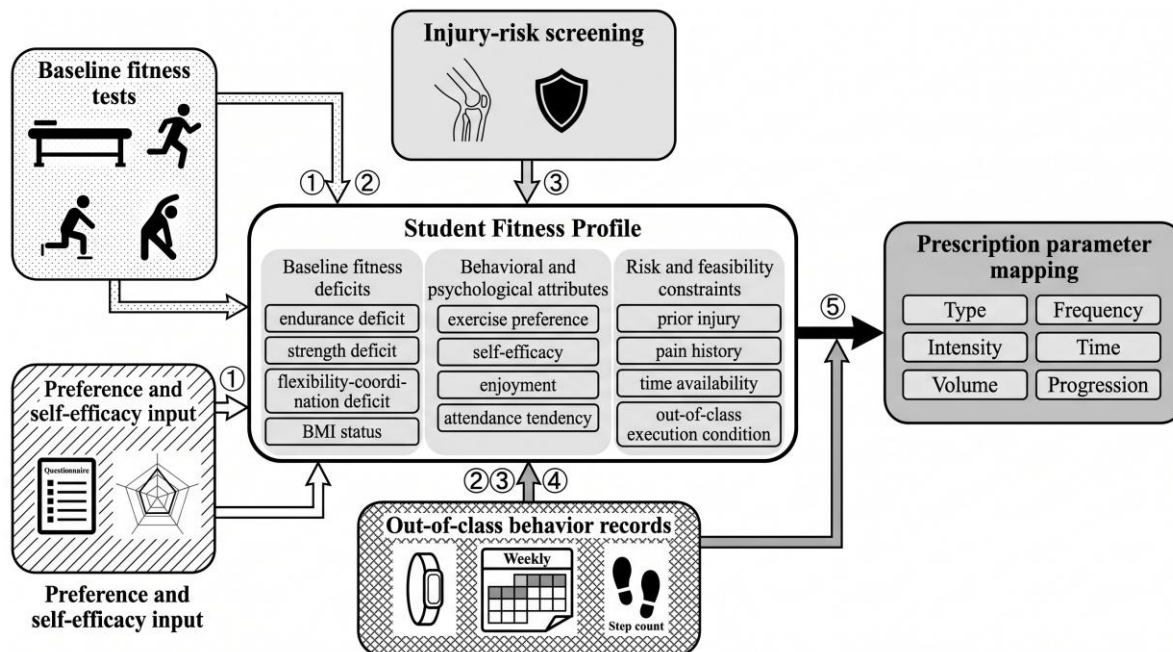 Baseline fitness
tests
Injury-risk screening
① ②
③
Student Fitness Profile
Baseline fitness
deficits
endurance deficit
strength deficit
flexibility-coordi-
nation deficit
BMI status
Behavioral and
psychological attributes
exercise preference
self-efficacy
enjoyment
attendance tendency
Risk and feasibility
constraints
prior injury
pain history
time availability
out-of-class
execution condition
⑤
Prescription parameter
mapping
Type
Frequency
Intensity
Time
Volume
Progression
Preference and
self-efficacy input
①
Questionnaire
Preference and
self-efficacy input
②③ ④
Out-of-class behavior records
Weekly
Step count